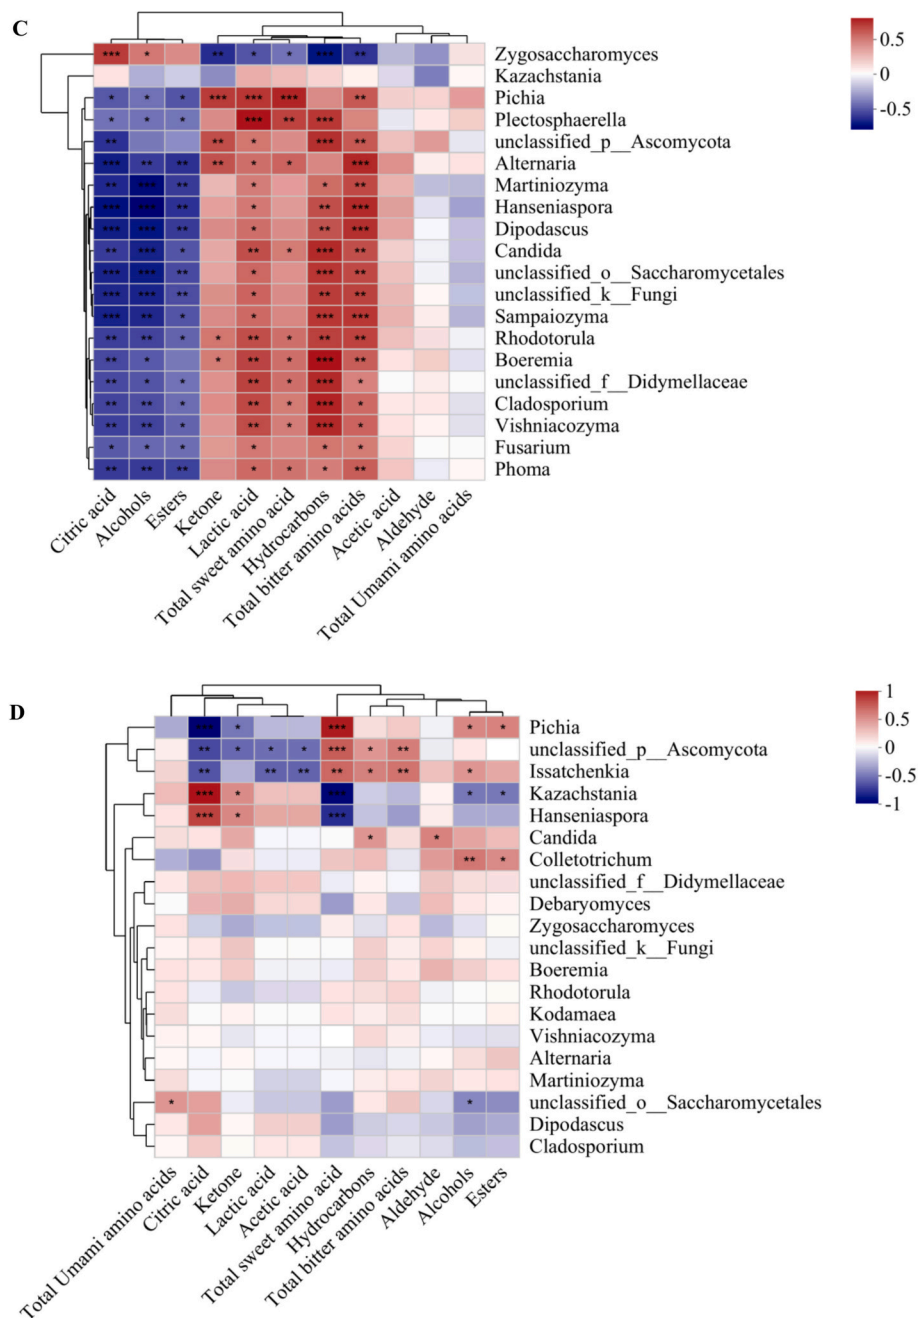 C
0.5
0
-0.5
*** * ** * * *** ** Zygosaccharomyces
Kazachstania
* * * *** *** *** ** Pichia
* * * *** ** *** Plectosphaerella
** ** * *** ** unclassified_p__Ascomycota
*** ** ** ** * * *** Alternaria
** *** ** * * ** Martiniozyma
*** *** ** * ** *** Hanseniaspora
*** *** ** * ** *** Dipodascus
** *** * ** * *** ** Candida
*** *** ** * *** ** unclassified_o__Saccharomycetales
*** *** ** * ** ** unclassified_k__Fungi
*** ** * * *** *** Sampaiozyma
** ** * * ** * ** ** Rhodotorula
** * * ** * *** ** Boeremia
** * * ** * *** * unclassified_f__Didymellaceae
** ** * ** * *** * Cladosporium
** ** * ** * *** * Vishniacozyma
* * * * * * Fusarium
** ** ** * * * ** Phoma
Citric acid
Alcohols
Esters
Ketone
Lactic acid
Total sweet amino acid
Hydrocarbons
Total bitter amino acids
Acetic acid
Aldehyde
Total Umami amino acids
D
1
0.5
0
-0.5
-1
*** * *** * * Pichia
** * * * *** * ** unclassified_p__Ascomycota
** ** ** ** * ** * Issatchenkia
*** * *** * * Kazachstania
*** * *** Hanseniaspora
* * Candida
** * Colletotrichum
unclassified_f__Didymellaceae
Debaryomyces
Zygosaccharomyces
unclassified_k__Fungi
Boeremia
Rhodotorula
Kodamaea
Vishniacozyma
Alternaria
Martiniozyma
* * unclassified_o__Saccharomycetales
Dipodascus
Cladosporium
Total Umami amino acids
Citric acid
Ketone
Lactic acid
Acetic acid
Total sweet amino acid
Hydrocarbons
Total bitter amino acids
Aldehyde
Alcohols
Esters